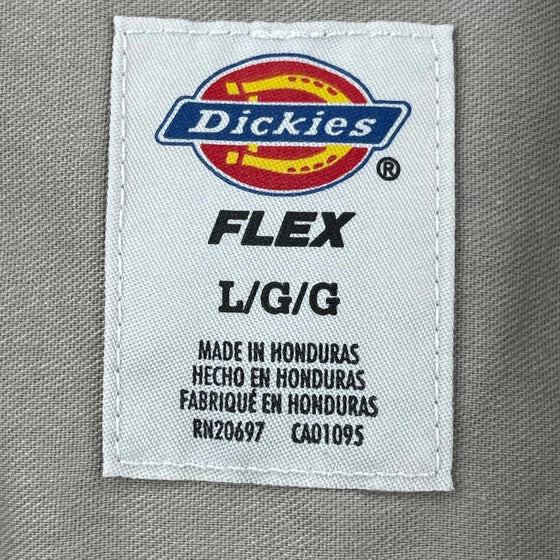 Dickies
®
FLEX
L/G/G
MADE IN HONDURAS
HECHO EN HONDURAS
FABRIQUÉ EN HONDURAS
RN20697 CA01095